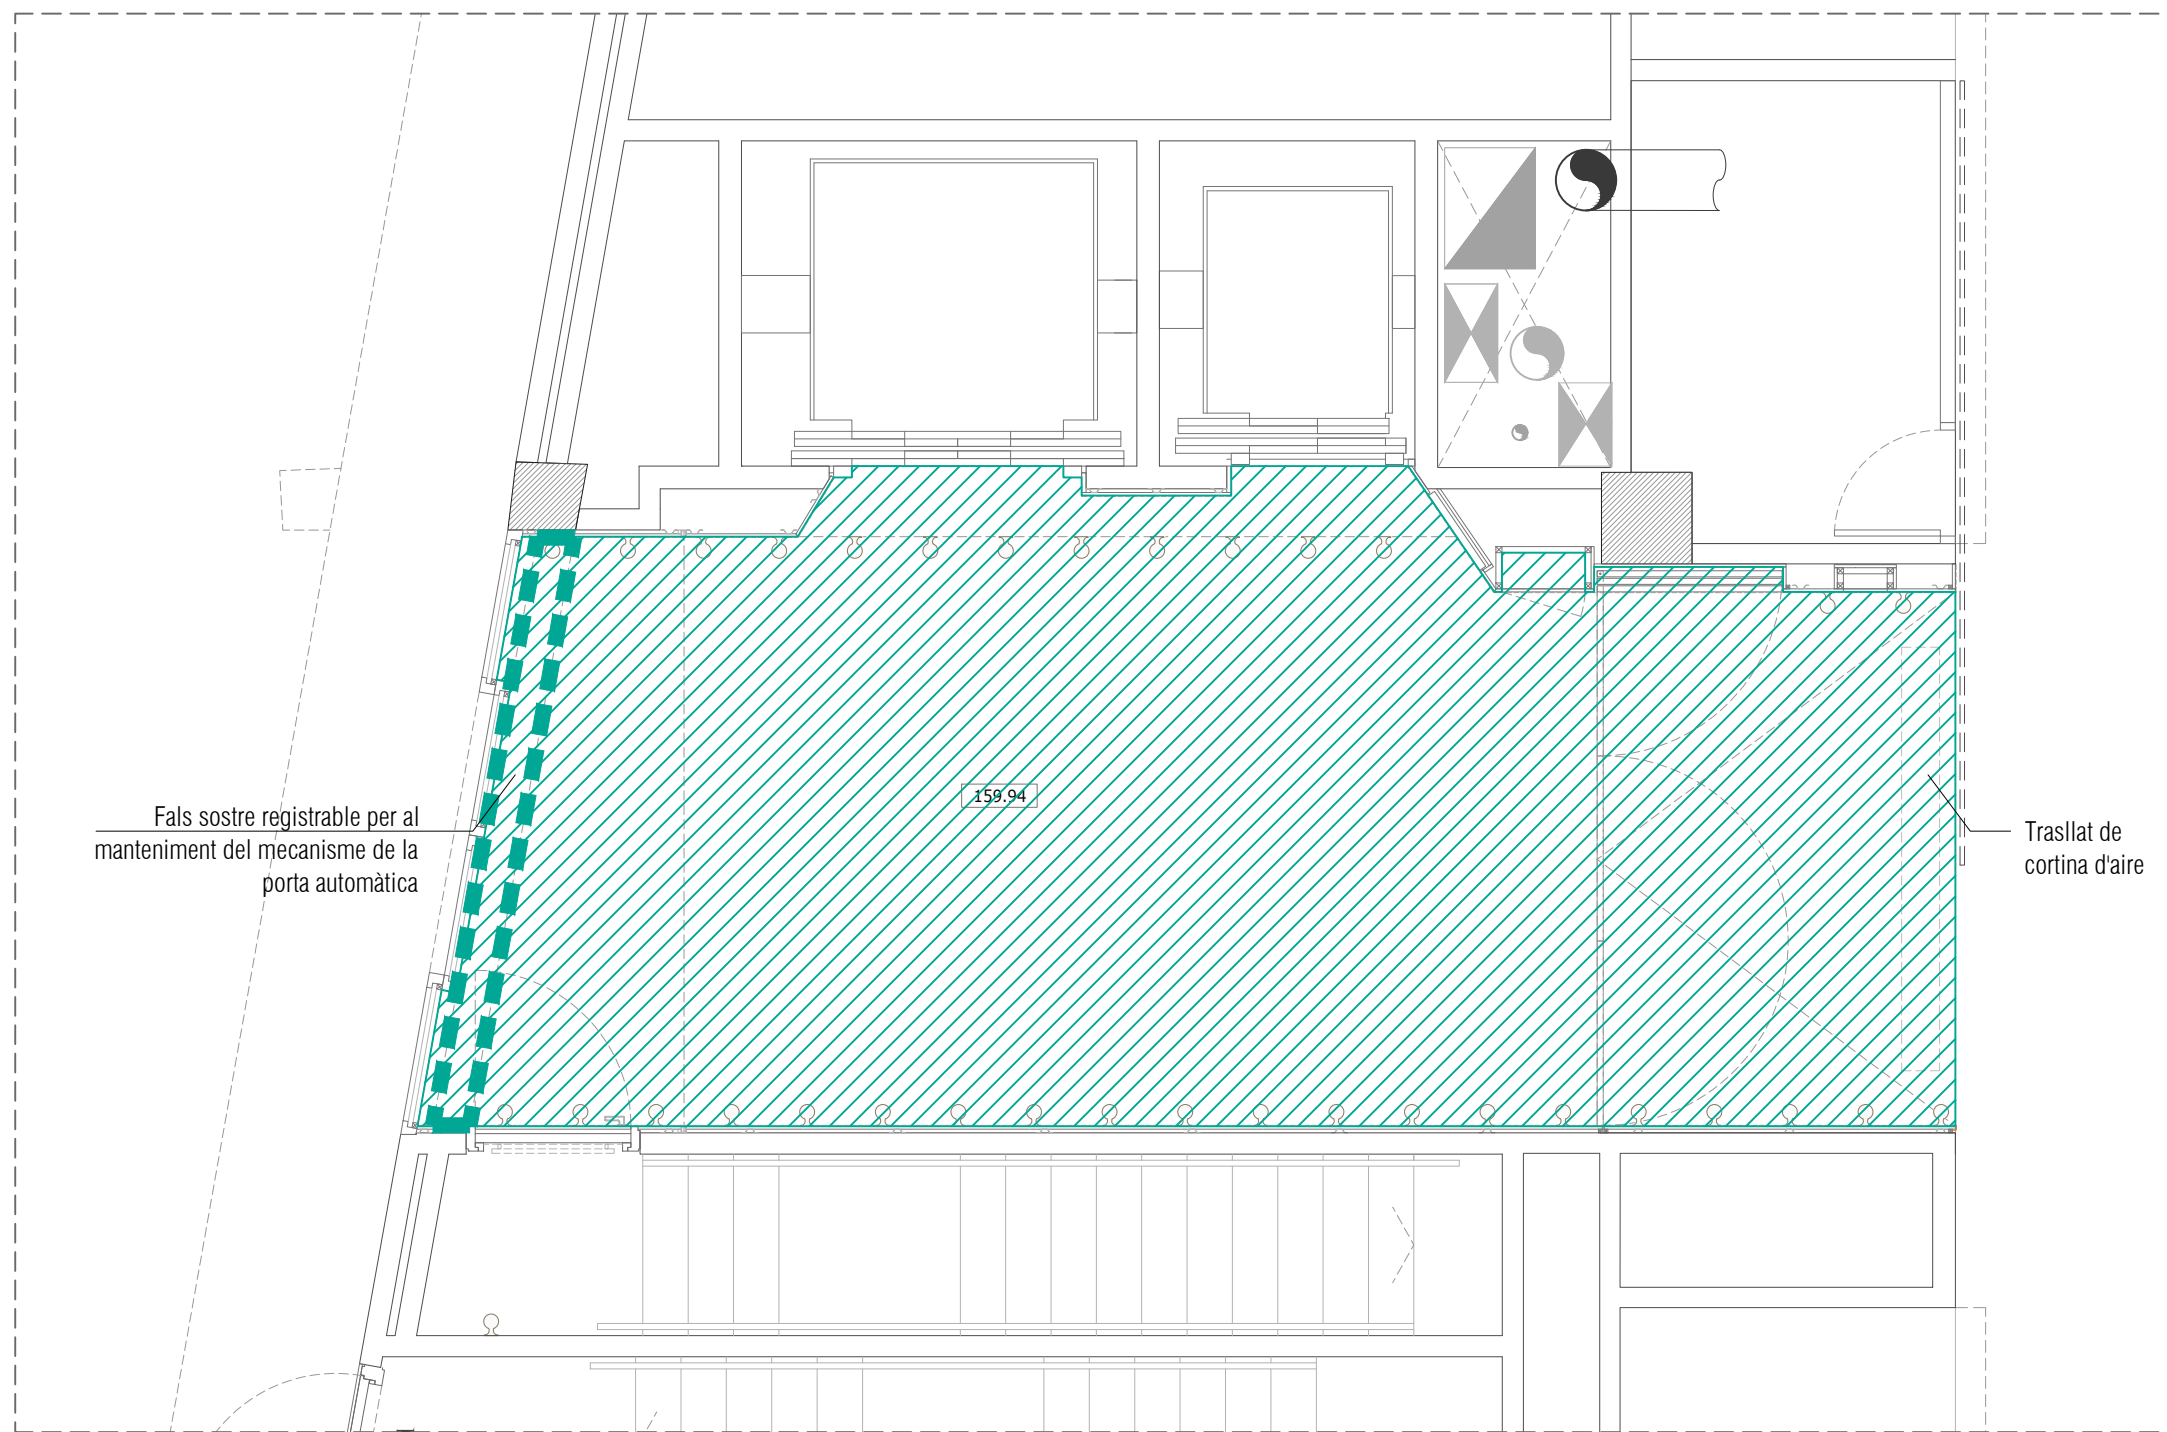 159.94
Fals sostre registrable per al
manteniment del mecanisme de la
porta automàtica
Trasllat de
cortina d'aire